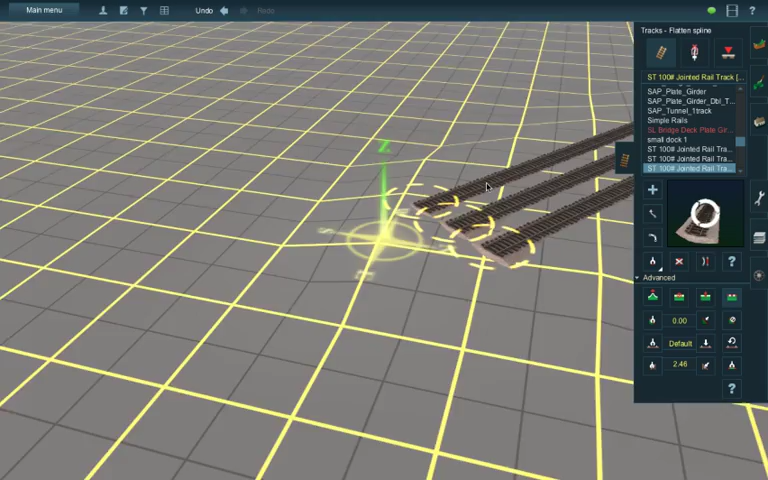 Main menu
Undo
Redo
Tracks - Flatten spline
ST 100# Jointed Rail Track [...
SAP_Plate_Girder
SAP_Plate_Girder_Dbl_T...
SAP_Tunnel_1track
Simple Rails
SL Bridge Deck Plate Gir...
small dock 1
ST 100# Jointed Rail Tra...
ST 100# Jointed Rail Tra...
ST 100# Jointed Rail Tra...
Z
S
Advanced
0.00
Default
2.46